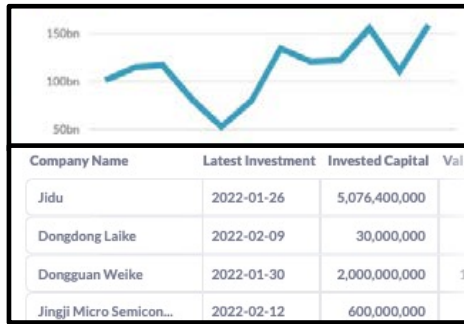 150bn
100bn
50bn
Company Name Latest Investment Invested Capital Val
Jidu 2022-01-26 5,076,400,000
Dongdong Laike 2022-02-09 30,000,000
Dongguan Weike 2022-01-30 2,000,000,000 1
Jingji Micro Semicon... 2022-02-12 600,000,000